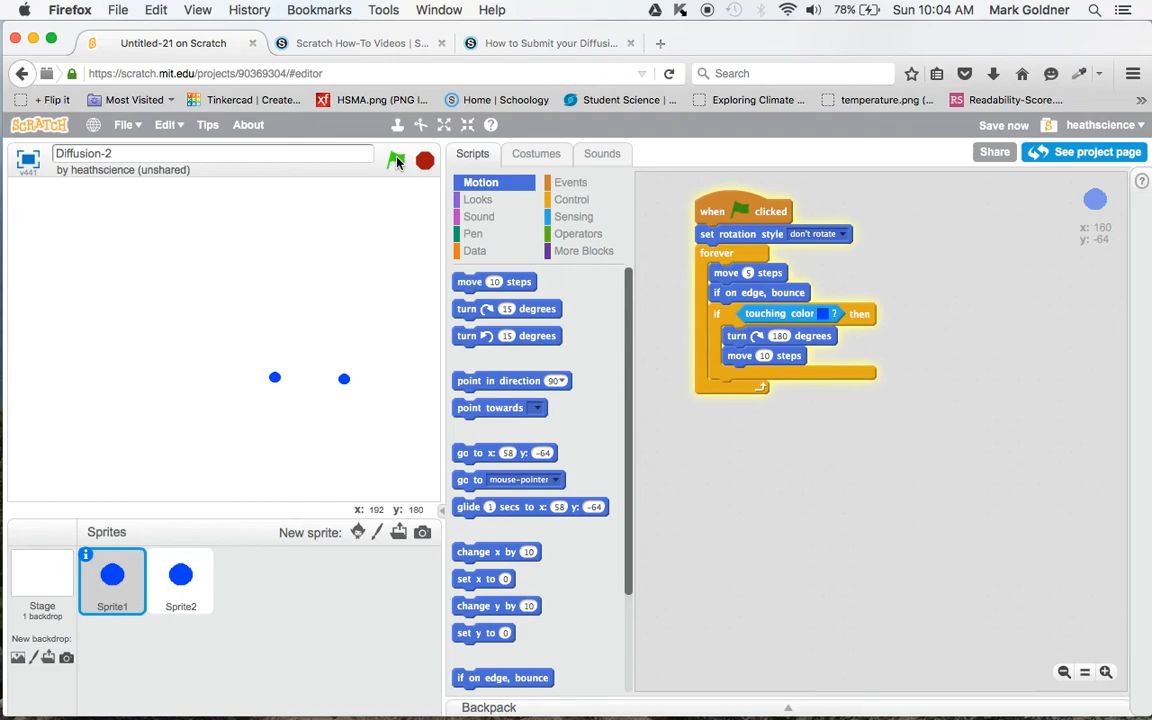 Firefox File Edit View History Bookmarks Tools Window Help 78% Sun 10:04 AM Mark Goldner
Untitled-21 on Scratch Scratch How-To Videos | S... How to Submit your Diffusi...
https://scratch.mit.edu/projects/90369304/#editor Search
+ Flip it Most Visited Tinkercad | Create... HSMA.png (PNG I... Home | Schoology Student Science | ... Exploring Climate ... temperature.png (... RS Readability-Score....
SCRATCH File Edit Tips About Save now heathscience
v441 Diffusion-2
by heathscience (unshared)
Scripts Costumes Sounds Share See project page
Motion Events
Looks Control
Sound Sensing
Pen Operators
Data More Blocks
move 10 steps
turn 15 degrees
turn 15 degrees
point in direction 90
point towards
go to x: 58 y: -64
go to mouse-pointer
glide 1 secs to x: 58 y: -64
change x by 10
set x to 0
change y by 10
set y to 0
if on edge, bounce
when clicked
set rotation style don't rotate
forever
move 5 steps
if on edge, bounce
if touching color ? then
turn 180 degrees
move 10 steps
x: 160
y: -64
x: 192 y: 180
Sprites New sprite:
Stage
1 backdrop
New backdrop:
Sprite1 Sprite2
Backpack